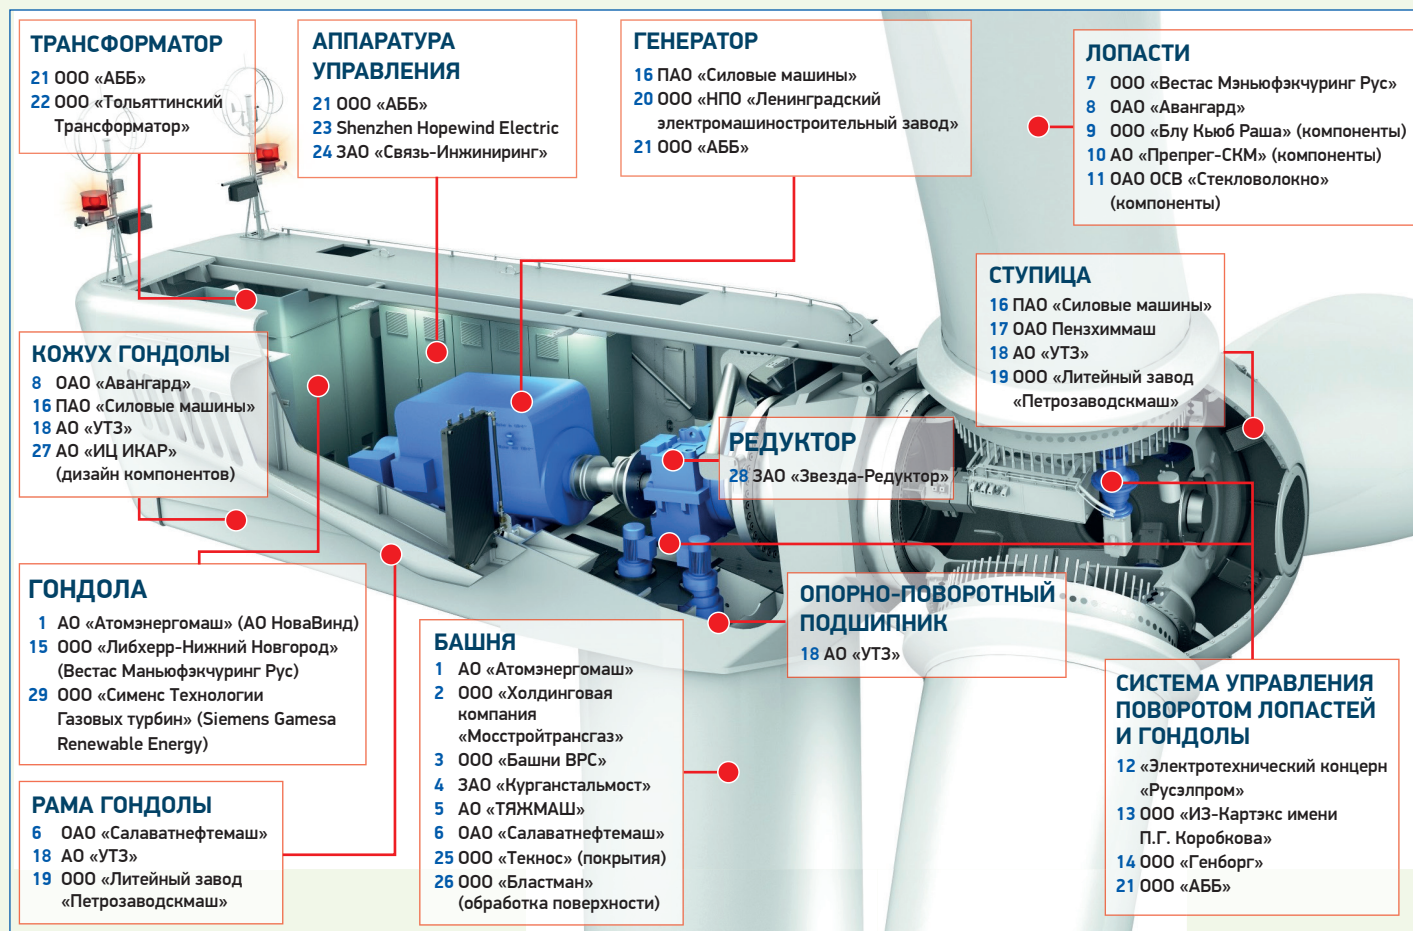 ТРАНСФОРМАТОР
21 ООО «АББ»
22 ООО «Тольяттинский
Трансформатор»
АППАРАТУРА
УПРАВЛЕНИЯ
21 ООО «АББ»
23 Shenzhen Hopewind Electric
24 ЗАО «Связь-Инжиниринг»
ГЕНЕРАТОР
16 ПАО «Силовые машины»
20 ООО «НПО «Ленинградский
электромашиностроительный завод»
21 ООО «АББ»
ЛОПАСТИ
7 ООО «Вестас Мэньюфэкчуринг Рус»
8 ОАО «Авангард»
9 ООО «Блу Кьюб Раша» (компоненты)
10 АО «Препрег-СКМ» (компоненты)
11 ОАО ОСВ «Стекловолокно»
(компоненты)
СТУПИЦА
16 ПАО «Силовые машины»
17 ОАО Пензхиммаш
18 АО «УТЗ»
19 ООО «Литейный завод
«Петрозаводскмаш»
КОЖУХ ГОНДОЛЫ
8 ОАО «Авангард»
16 ПАО «Силовые машины»
18 АО «УТЗ»
27 АО «ИЦ ИКАР»
(дизайн компонентов)
РЕДУКТОР
28 ЗАО «Звезда-Редуктор»
ГОНДОЛА
1 АО «Атомэнергомаш» (АО НоваВинд)
15 ООО «Либхерр-Нижний Новгород»
(Вестас Маньюфэкчуринг Рус)
29 ООО «Сименс Технологии
Газовых турбин» (Siemens Gamesa
Renewable Energy)
ОПОРНО-ПОВОРОТНЫЙ
ПОДШИПНИК
18 АО «УТЗ»
БАШНЯ
1 АО «Атомэнергомаш»
2 ООО «Холдинговая
компания
«Мосстройтрансгаз»
3 ООО «Башни ВРС»
4 ЗАО «Курганстальмост»
5 АО «ТЯЖМАШ»
6 ОАО «Салаватнефтемаш»
25 ООО «Текнос» (покрытия)
26 ООО «Бластман»
(обработка поверхности)
СИСТЕМА УПРАВЛЕНИЯ
ПОВОРОТОМ ЛОПАСТЕЙ
И ГОНДОЛЫ
12 «Электротехнический концерн
«Русэлпром»
13 ООО «ИЗ-Картэкс имени
П.Г. Коробкова»
14 ООО «Генборг»
21 ООО «АББ»
РАМА ГОНДОЛЫ
6 ОАО «Салаватнефтемаш»
18 АО «УТЗ»
19 ООО «Литейный завод
«Петрозаводскмаш»